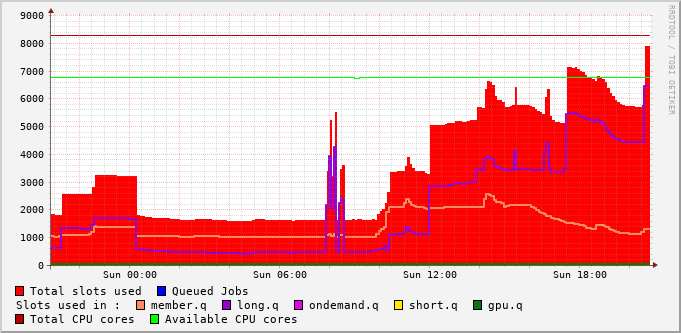 9000
8000
7000
6000
5000
4000
3000
2000
1000
0
Sun 00:00 Sun 06:00 Sun 12:00 Sun 18:00
RRDTOOL / TOBI OETIKER
Total slots used Queued Jobs
Slots used in : member.q long.q ondemand.q short.q gpu.q
Total CPU cores Available CPU cores